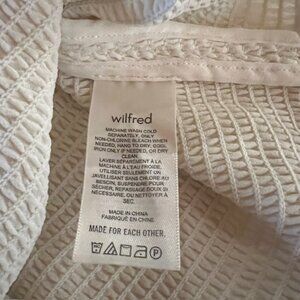 wilfred
MACHINE WASH COLD
SEPARATELY, ONLY
NON-CHLORINE BLEACH WHEN
NEEDED, HANG TO DRY, COOL
IRON ONLY IF NEEDED, OR DRY
CLEAN.
LAVER SÉPARÉMENT À LA
MACHINE À L'EAU FROIDE,
UTILISER SEULEMENT UN
JAVELLISANT SANS CHLORE AU
BESOIN, SUSPENDRE POUR
SÉCHER, REPASSAGE DOUX SI
NÉCESSAIRE, OU NETTOYER À
SEC.
MADE IN CHINA
FABRIQUÉ EN CHINE
MADE FOR EACH OTHER.